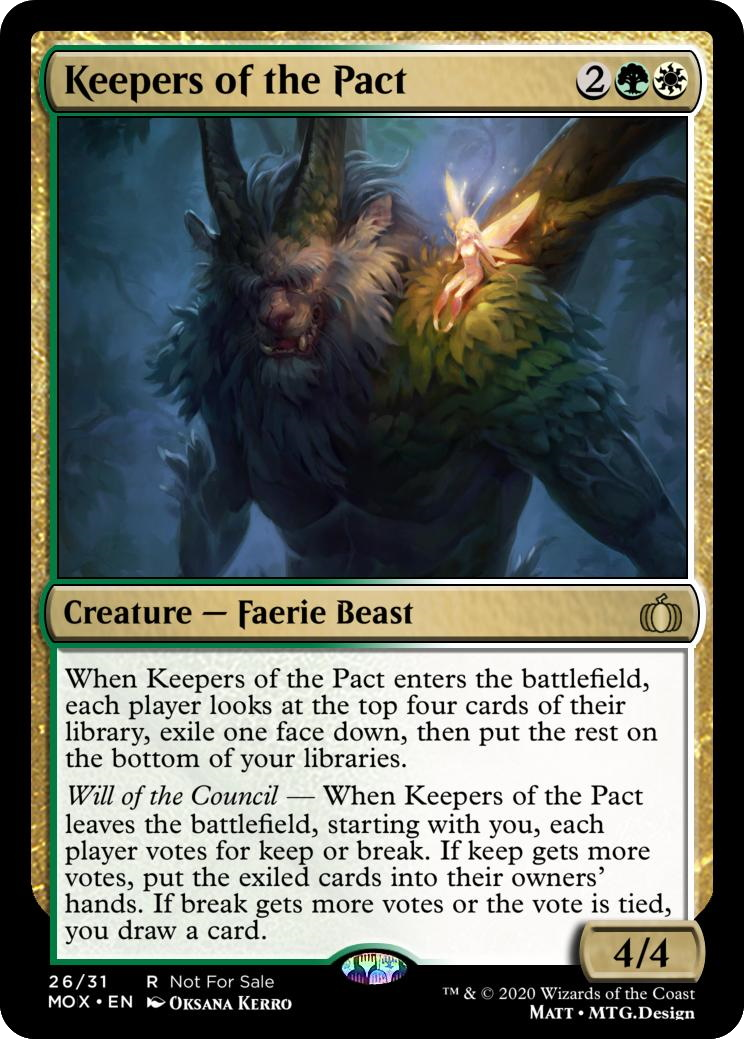 Keepers of the Pact
2
Creature — Faerie Beast
When Keepers of the Pact enters the battlefield,
each player looks at the top four cards of their
library, exile one face down, then put the rest on
the bottom of your libraries.
Will of the Council — When Keepers of the Pact
leaves the battlefield, starting with you, each
player votes for keep or break. If keep gets more
votes, put the exiled cards into their owners’
hands. If break gets more votes or the vote is tied,
you draw a card.
4/4
26/31 R Not For Sale
MOX • EN Oksana Kerro
™ & © 2020 Wizards of the Coast
Matt • MTG.Design